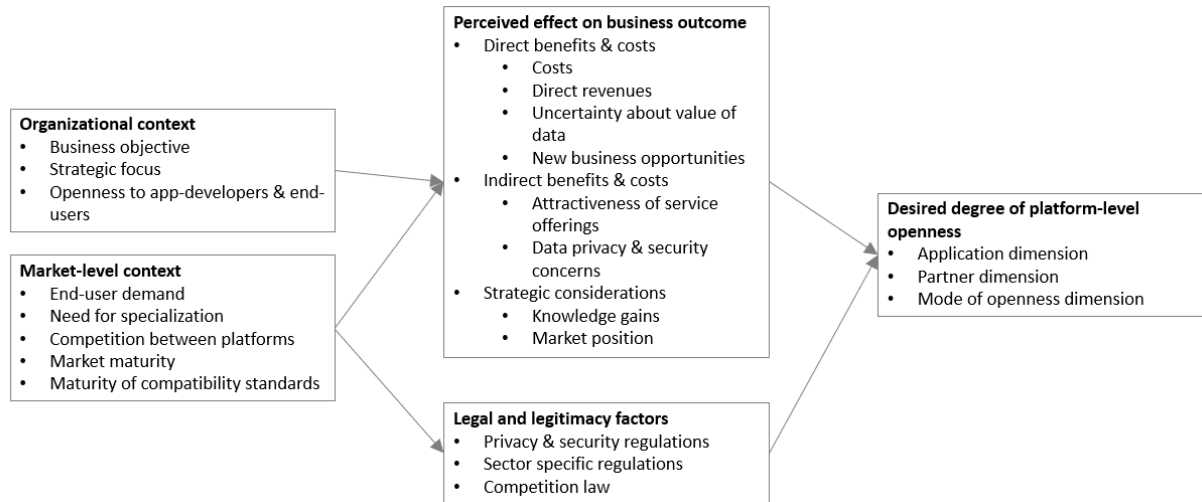 Organizational context
• Business objective
• Strategic focus
• Openness to app-developers & end-
users
Market-level context
• End-user demand
• Need for specialization
• Competition between platforms
• Market maturity
• Maturity of compatibility standards
Perceived effect on business outcome
• Direct benefits & costs
• Costs
• Direct revenues
• Uncertainty about value of
data
• New business opportunities
• Indirect benefits & costs
• Attractiveness of service
offerings
• Data privacy & security
concerns
• Strategic considerations
• Knowledge gains
• Market position
Legal and legitimacy factors
• Privacy & security regulations
• Sector specific regulations
• Competition law
Desired degree of platform-level
openness
• Application dimension
• Partner dimension
• Mode of openness dimension